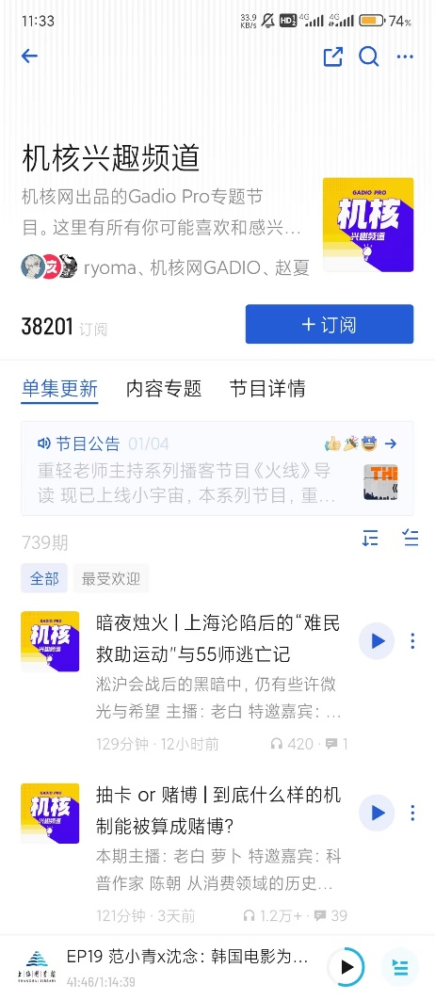 11:33
33.9 KB/s HD 4G 4G 74%
机核兴趣频道
机核网出品的Gadio Pro专题节
目。这里有所有你可能喜欢和感兴...
GADIO PRO
机核
兴趣频道
ryoma、机核网GADIO、赵夏
38201 订阅
+ 订阅
单集更新 内容专题 节目详情
节目公告 01/04
重轻老师主持系列播客节目《火线》导
读 现已上线小宇宙，本系列节目，重...
739期
全部 最受欢迎
GADIO PRO
机核
兴趣频道
暗夜烛火 | 上海沦陷后的“难民
救助运动”与55师逃亡记
淞沪会战后的黑暗中，仍有些许微
光与希望 主播：老白 特邀嘉宾：...
129分钟 · 12小时前 420 · 1
GADIO PRO
机核
兴趣频道
抽卡 or 赌博 | 到底什么样的机
制能被算成赌博？
本期主播：老白 萝卜 特邀嘉宾：科
普作家 陈朝 从消费领域的历史...
121分钟 · 3天前 1.2万+ · 39
上海图书馆
SHANGHAI LIBRARY
EP19 范小青x沈念：韩国电影为...
41:46/1:14:39